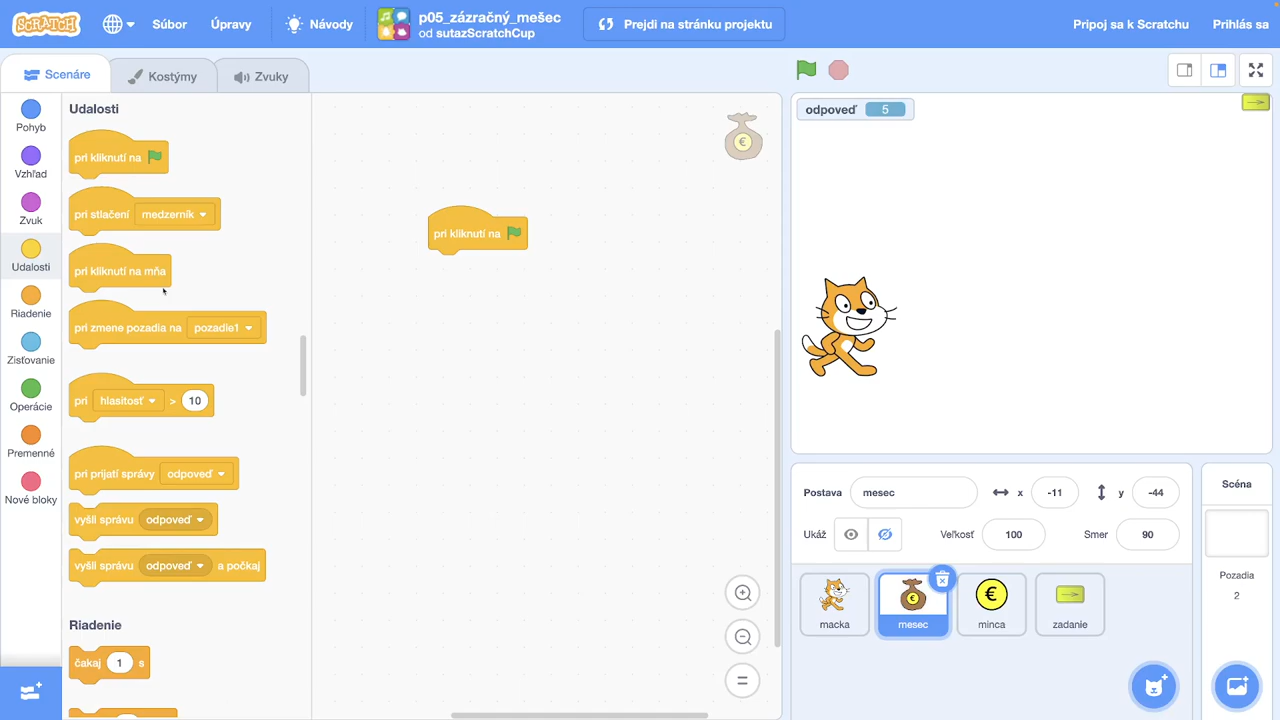 SCRATCH
Súbor
Úpravy
Návody
p05_zázračný_mešec
od sutazScratchCup
Prejdi na stránku projektu
Pripoj sa k Scratchu
Prihlás sa
Scenáre
Kostýmy
Zvuky
Pohyb
Vzhľad
Zvuk
Udalosti
Riadenie
Zisťovanie
Operácie
Premenné
Nové bloky
Udalosti
pri kliknutí na
pri stlačení medzerník
pri kliknutí na mňa
pri zmene pozadia na pozadie1
pri hlasitosť > 10
pri prijatí správy odpoveď
vyšli správu odpoveď
vyšli správu odpoveď a počkaj
Riadenie
čakaj 1 s
pri kliknutí na
€
odpoveď 5
Postava mesec x -11 y -44
Ukáž Veľkosť 100 Smer 90
macka
€
mesec
€
minca
zadanie
Scéna
Pozadia
2